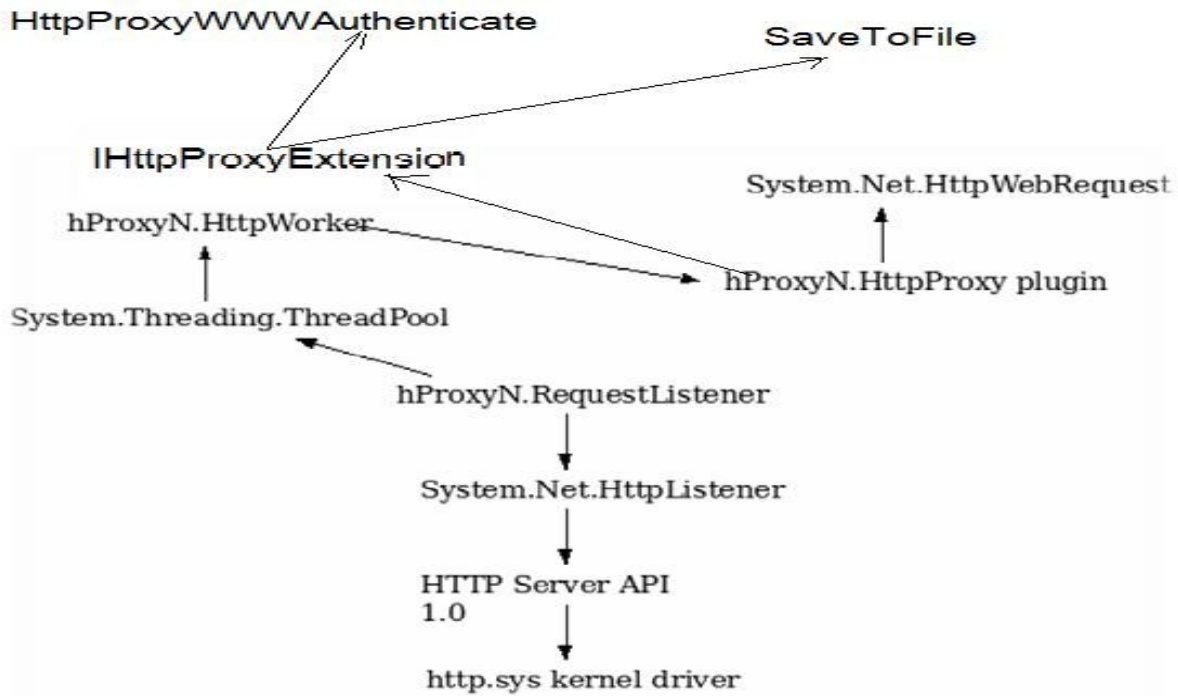 HttpProxyWWWAuthenticate
SaveToFile
IHttpProxyExtension
System.Net.HttpWebRequest
hProxyN.HttpWorker
hProxyN.HttpProxy plugin
System.Threading.ThreadPool
hProxyN.RequestListener
System.Net.HttpListener
HTTP Server API
1.0
http.sys kernel driver